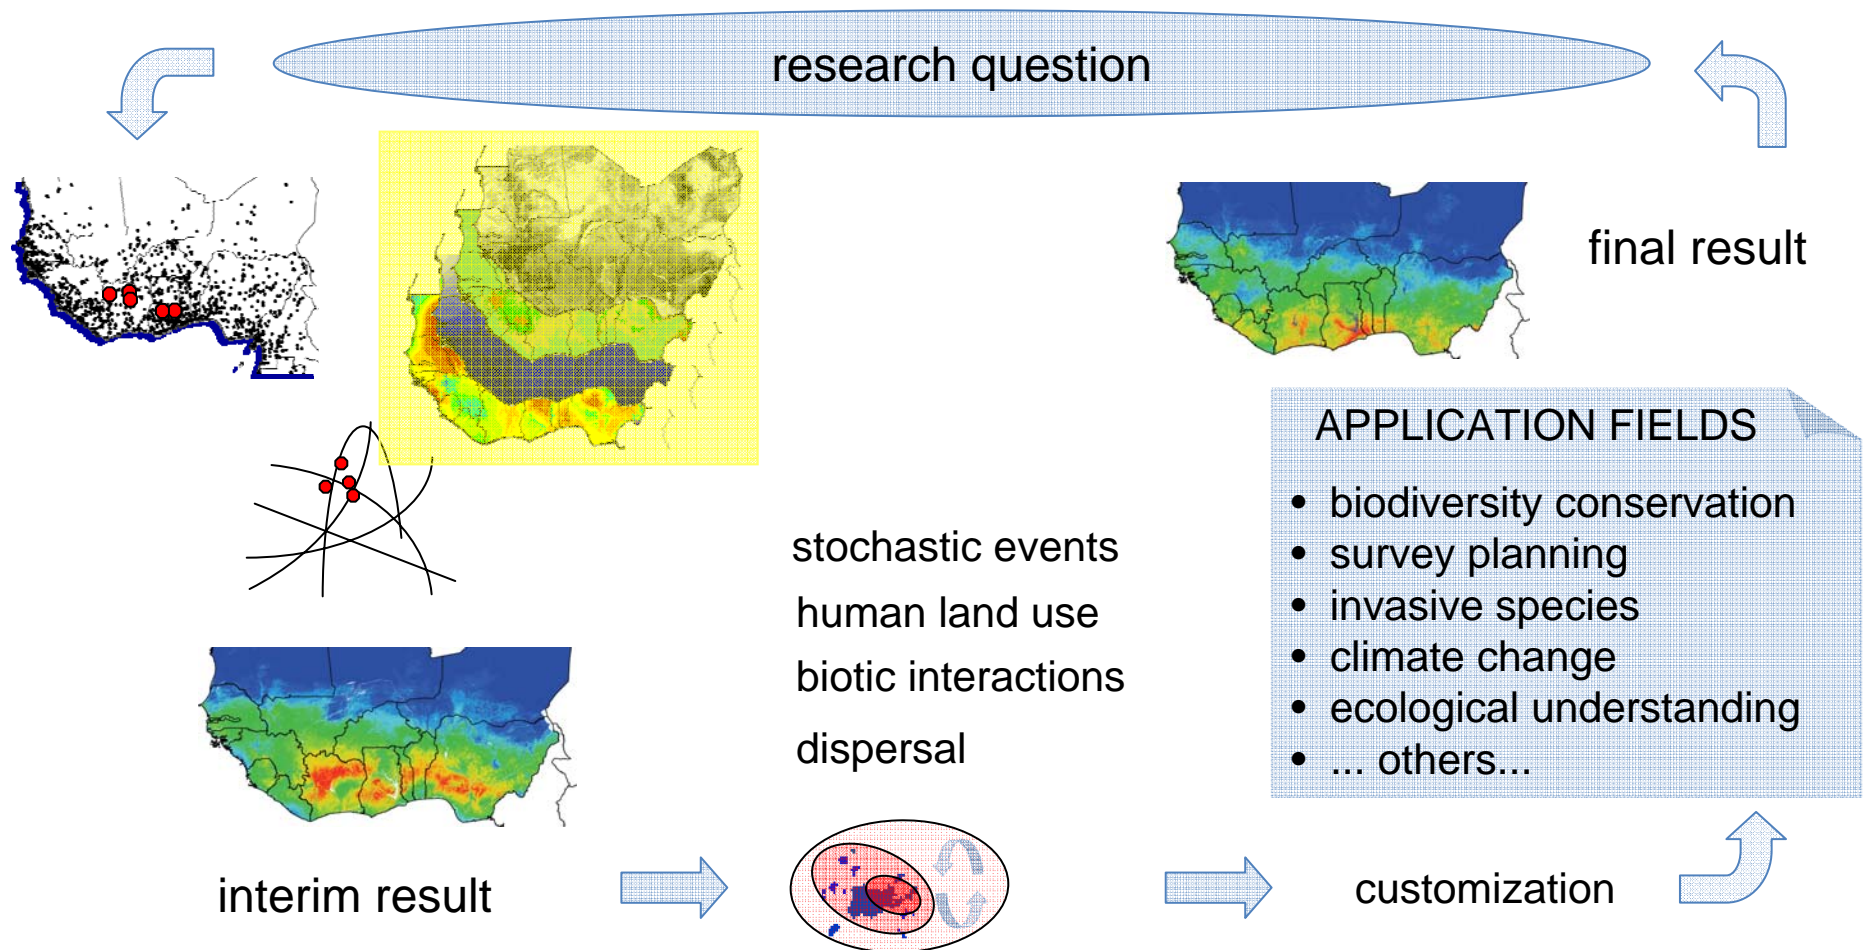 research question
final result
APPLICATION FIELDS
• biodiversity conservation
• survey planning
• invasive species
• climate change
• ecological understanding
• ... others...
stochastic events
human land use
biotic interactions
dispersal
interim result
customization